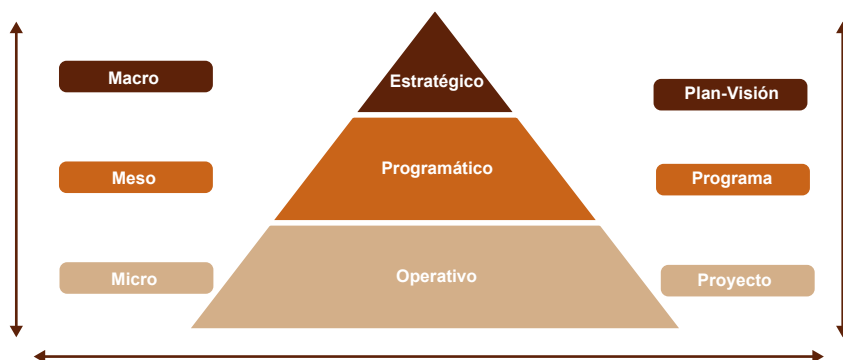 Macro
Estratégico
Plan-Visión
Meso
Programático
Programa
Micro
Operativo
Proyecto